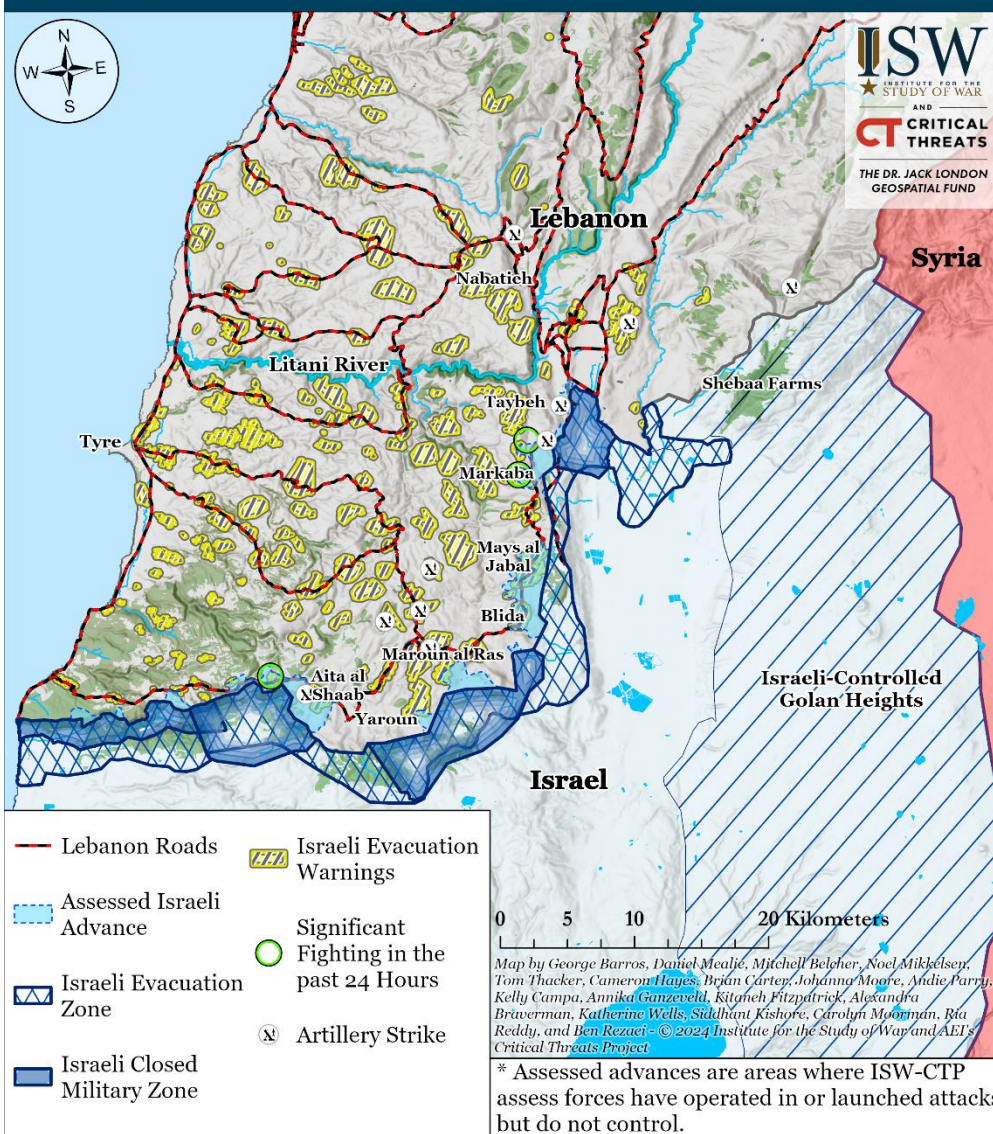 N
W E
S
ISW
INSTITUTE FOR THE
STUDY OF WAR
AND
CT CRITICAL
THREATS
THE DR. JACK LONDON
GEOSPATIAL FUND
Lebanon
Syria
Nabatieh
Litani River
Taybeh
Shebaa Farms
Tyre
Markaba
Mays al
Jabal
Blida
Maroun al Ras
Aita al
Shaab
Yaroun
Israeli-Controlled
Golan Heights
Israel
Lebanon Roads
Assessed Israeli
Advance
Israeli Evacuation
Zone
Israeli Closed
Military Zone
Israeli Evacuation
Warnings
Significant
Fighting in the
past 24 Hours
Artillery Strike
0 5 10 20 Kilometers
Map by George Barros, Daniel Mealie, Mitchell Belcher, Noel Mikkelsen,
Tom Thacker, Cameron Hayes, Brian Carter, Johanna Moore, Andie Parry,
Kelly Campa, Annika Ganzeveld, Kitaneh Fitzpatrick, Alexandra
Braverman, Katherine Wells, Siddhant Kishore, Carolyn Moorman, Ria
Reddy, and Ben Rezaei - © 2024 Institute for the Study of War and AEI's
Critical Threats Project
* Assessed advances are areas where ISW-CTP
assess forces have operated in or launched attacks
but do not control.